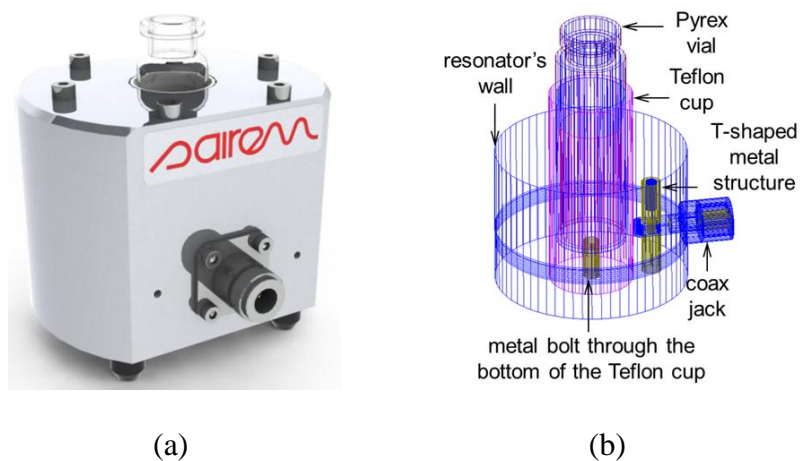 sairem
Pyrex
vial
resonator's
wall
Teflon
cup
T-shaped
metal
structure
coax
jack
metal bolt through the
bottom of the Teflon cup
(a)
(b)